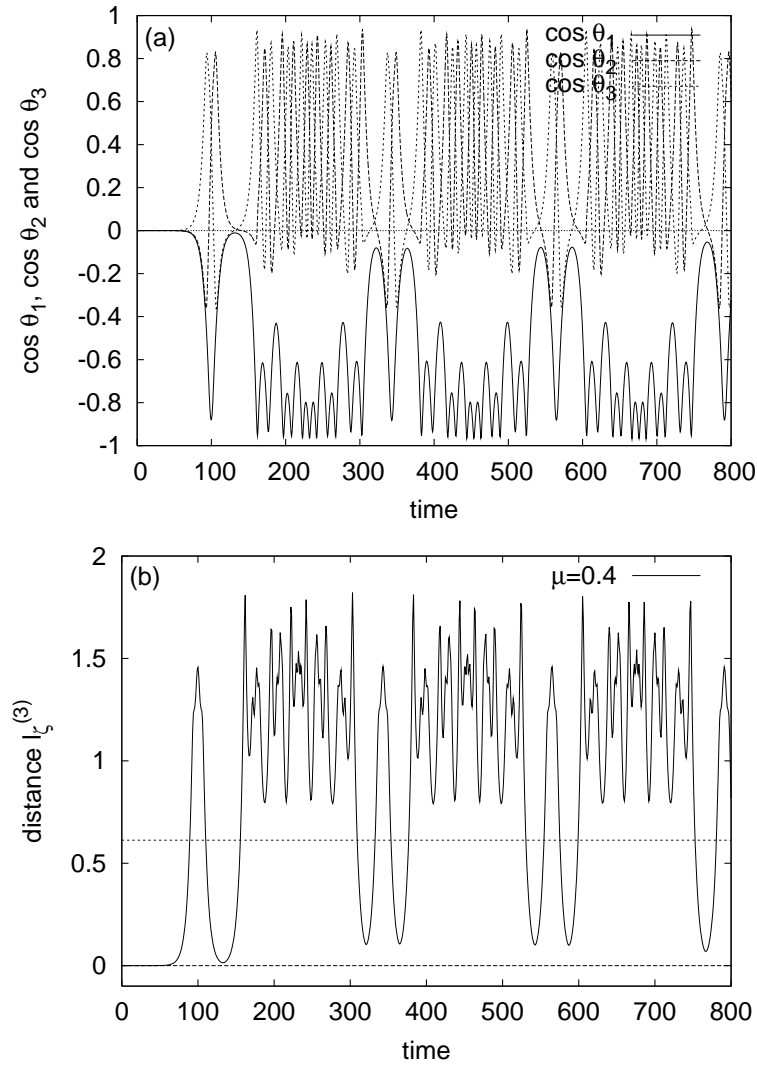 (a)
cos θ1
cos θ2
cos θ3
cos θ1, cos θ2 and cos θ3
1
0.8
0.6
0.4
0.2
0
-0.2
-0.4
-0.6
-0.8
-1
0 100 200 300 400 500 600 700 800
time
(b)
μ=0.4
distance lζ(3)
2
1.5
1
0.5
0
0 100 200 300 400 500 600 700 800
time